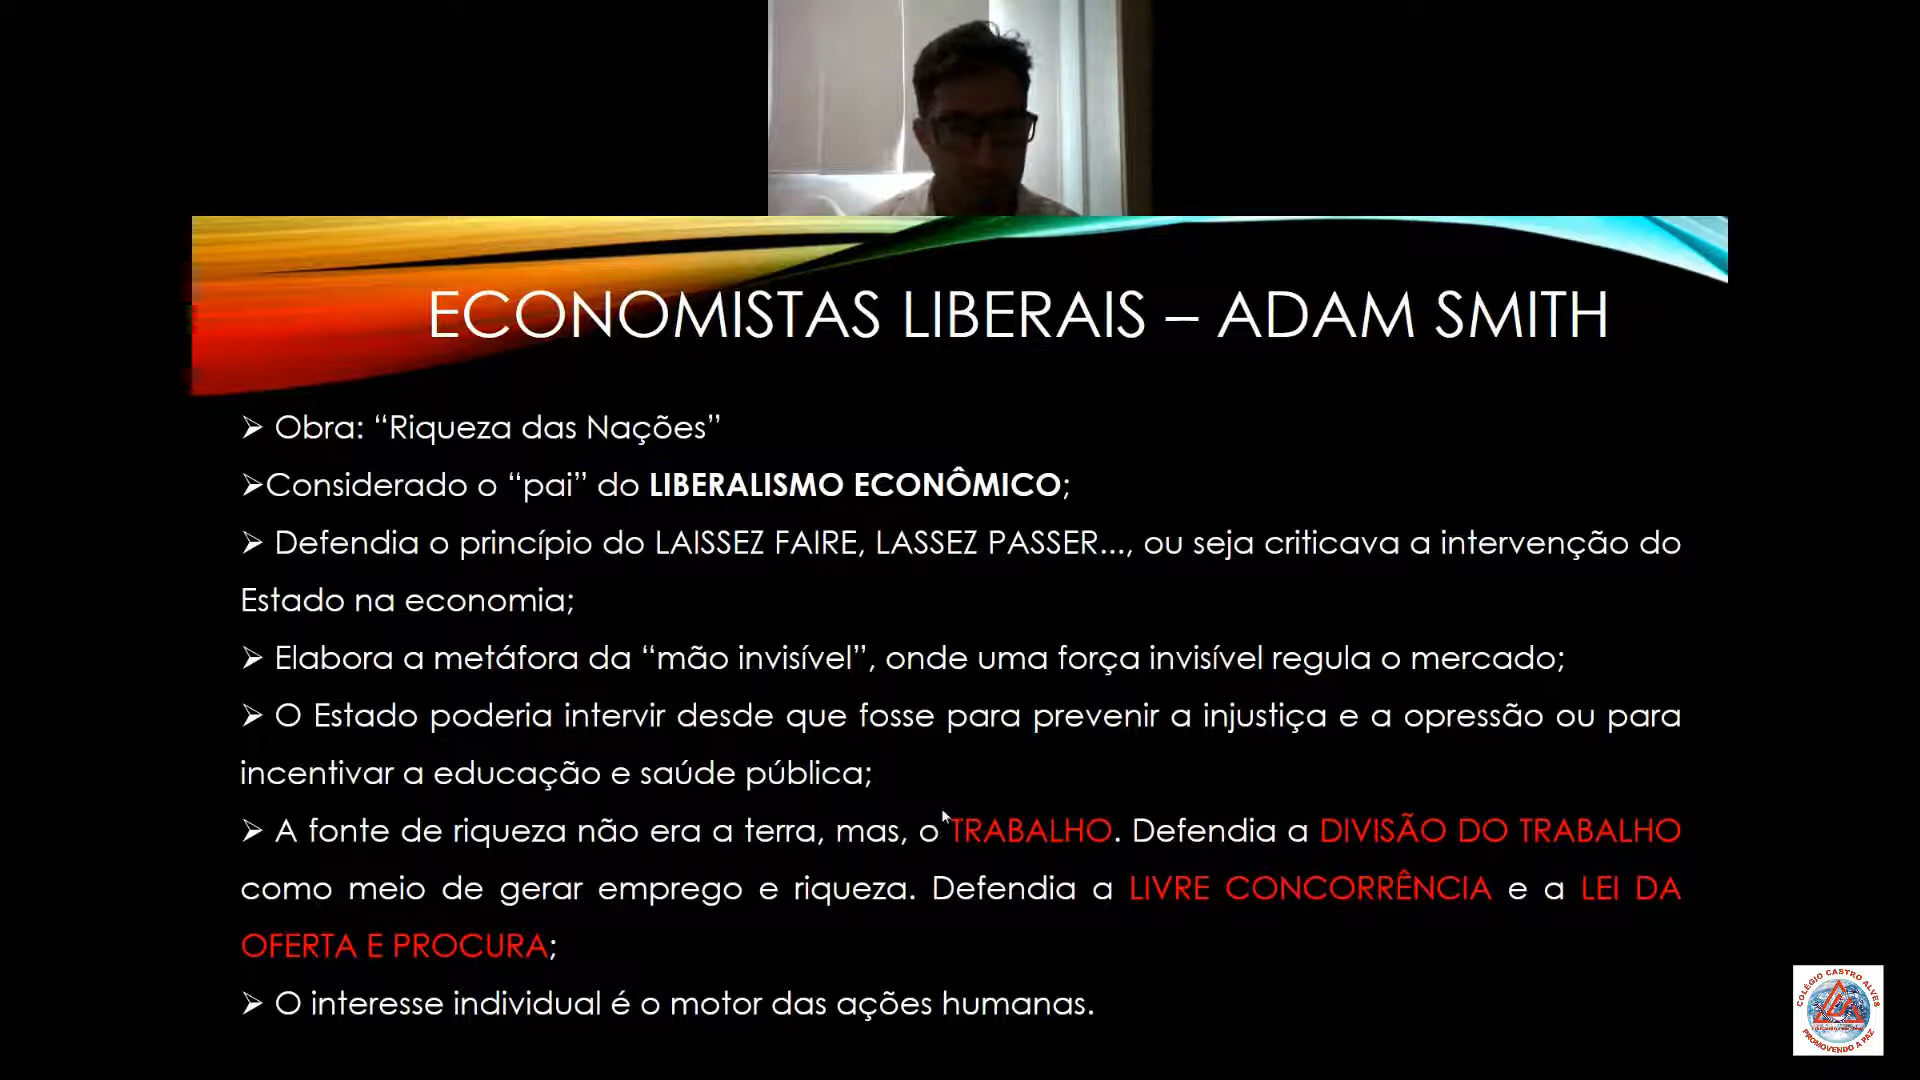 ECONOMISTAS LIBERAIS – ADAM SMITH
➢ Obra: “Riqueza das Nações”
➢Considerado o “pai” do LIBERALISMO ECONÔMICO;
➢ Defendia o princípio do LAISSEZ FAIRE, LASSEZ PASSER..., ou seja criticava a intervenção do
Estado na economia;
➢ Elabora a metáfora da “mão invisível”, onde uma força invisível regula o mercado;
➢ O Estado poderia intervir desde que fosse para prevenir a injustiça e a opressão ou para
incentivar a educação e saúde pública;
➢ A fonte de riqueza não era a terra, mas, o TRABALHO. Defendia a DIVISÃO DO TRABALHO
como meio de gerar emprego e riqueza. Defendia a LIVRE CONCORRÊNCIA e a LEI DA
OFERTA E PROCURA;
➢ O interesse individual é o motor das ações humanas.
COLÉGIO CASTRO ALVES
PROMOVENDO A PAZ